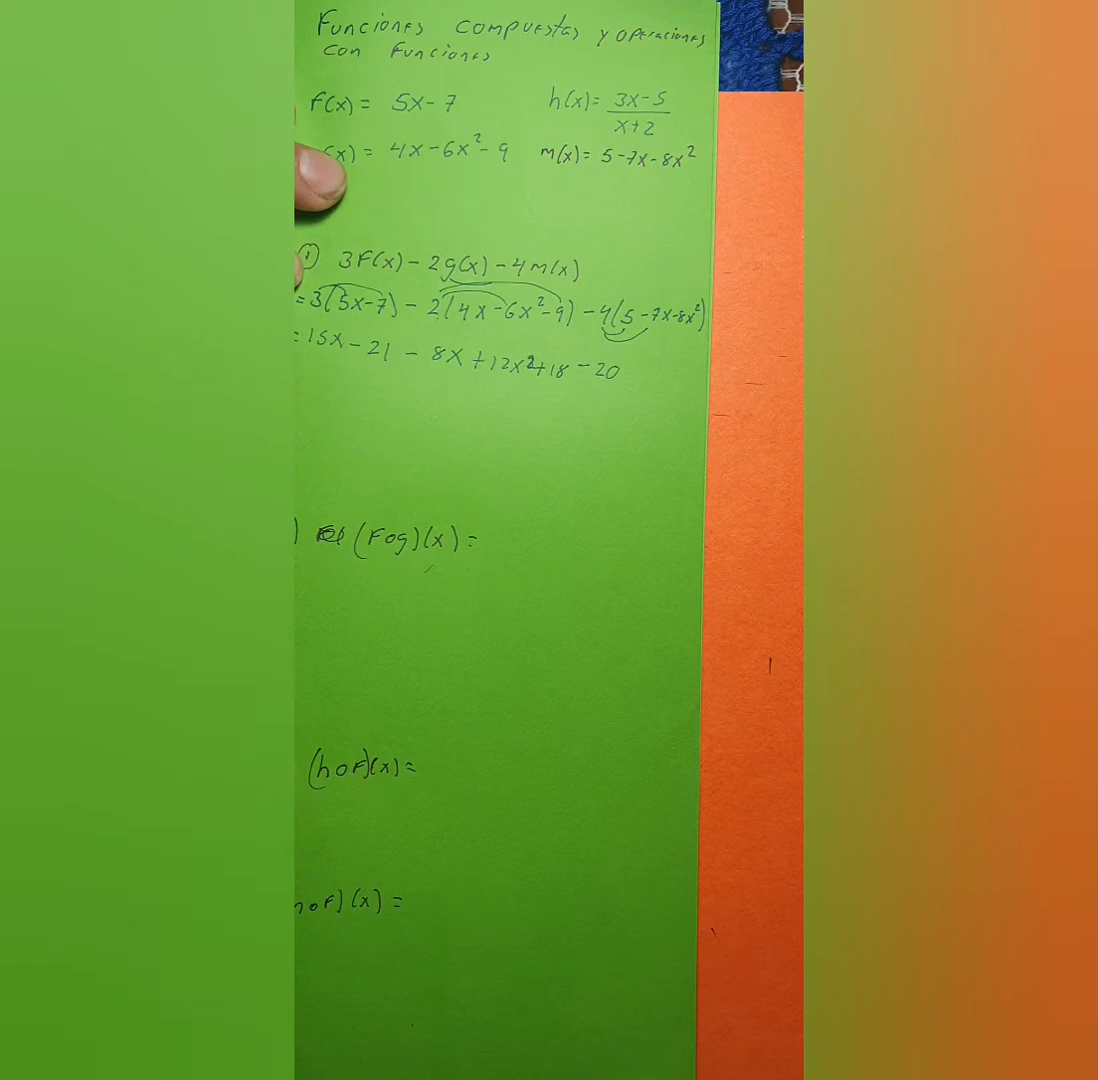 Funciones compuestas y operaciones
con funciones
F(x) = 5x - 7
h(x) = (3x - 5)/(x + 2)
(x) = 4x - 6x² - 9
m(x) = 5 - 7x - 8x²
① 3F(x) - 2g(x) - 4m(x)
= 3(5x - 7) - 2(4x - 6x² - 9) - 4(5 - 7x - 8x²)
= 15x - 21 - 8x + 12x² + 18 - 20
) (Fog)(x) =
(hoF)(x) =
oF)(x) =